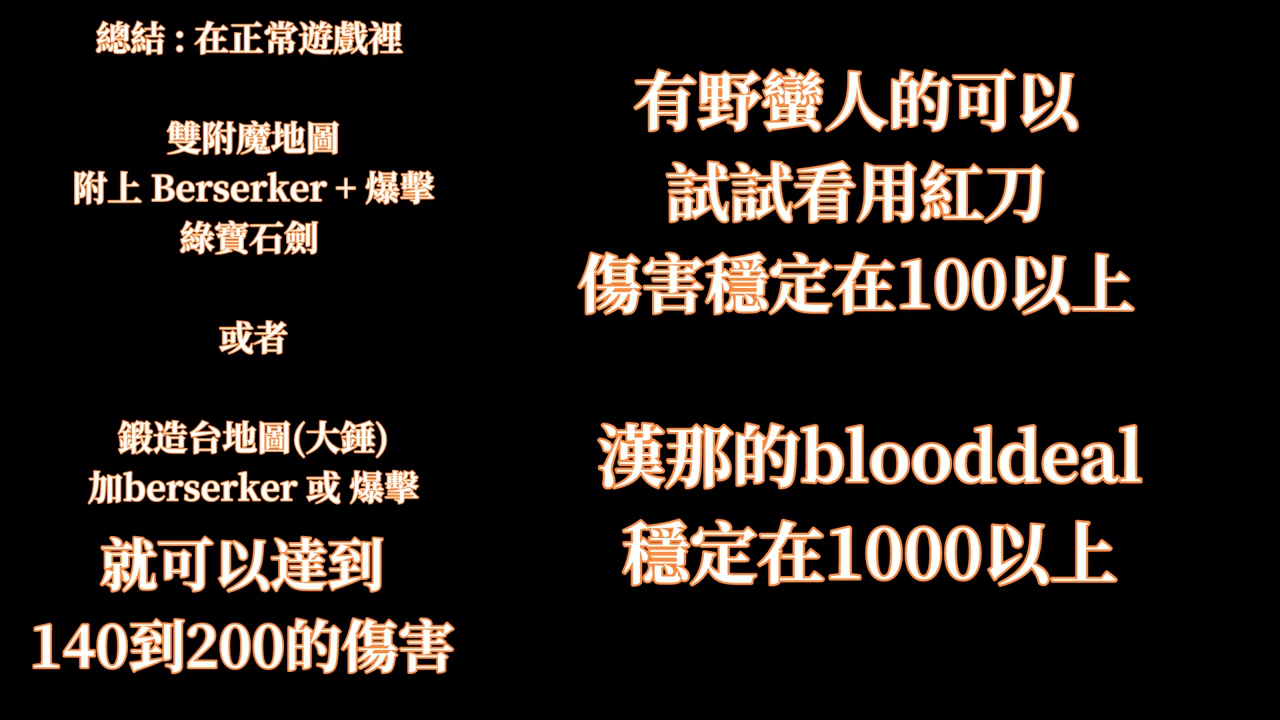 總結 : 在正常遊戲裡
雙附魔地圖
附上 Berserker + 爆擊
綠寶石劍
或者
鍛造台地圖(大錘)
加berserker 或 爆擊
就可以達到
140到200的傷害
有野蠻人的可以
試試看用紅刀
傷害穩定在100以上
漢那的blooddeal
穩定在1000以上